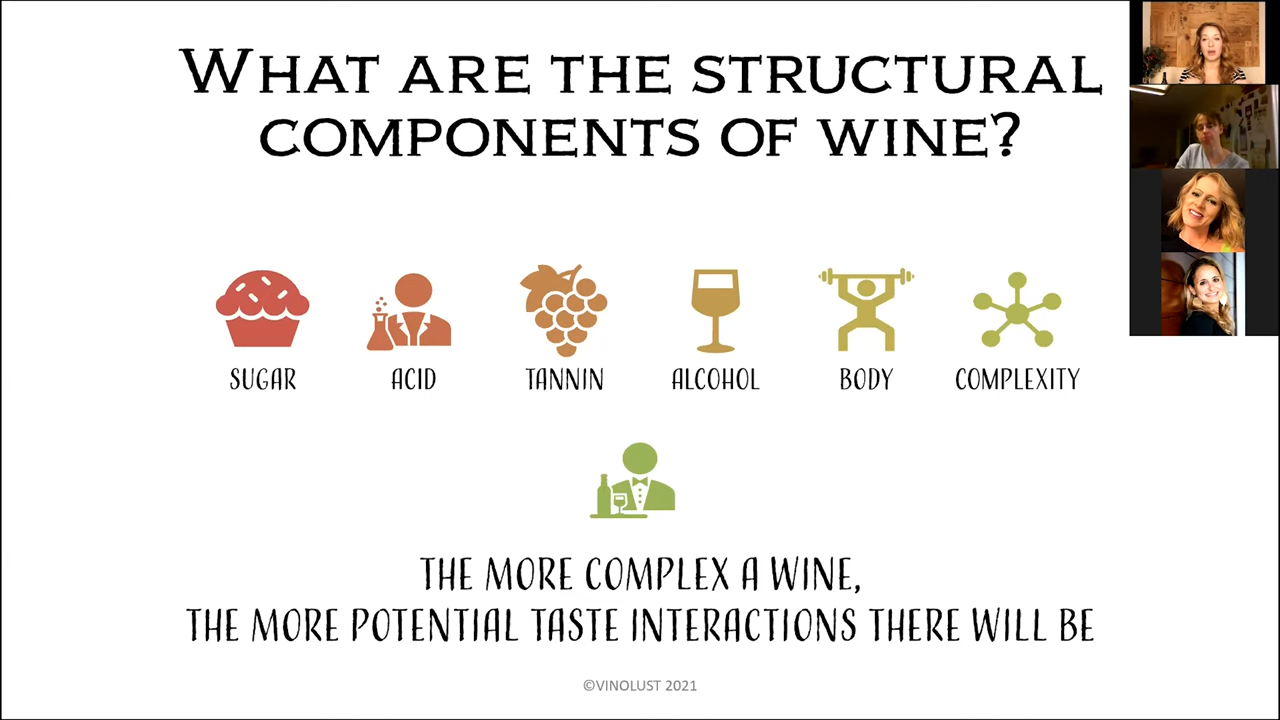 WHAT ARE THE STRUCTURAL
COMPONENTS OF WINE?
SUGAR
ACID
TANNIN
ALCOHOL
BODY
COMPLEXITY
THE MORE COMPLEX A WINE,
THE MORE POTENTIAL TASTE INTERACTIONS THERE WILL BE
©VINOLUST 2021